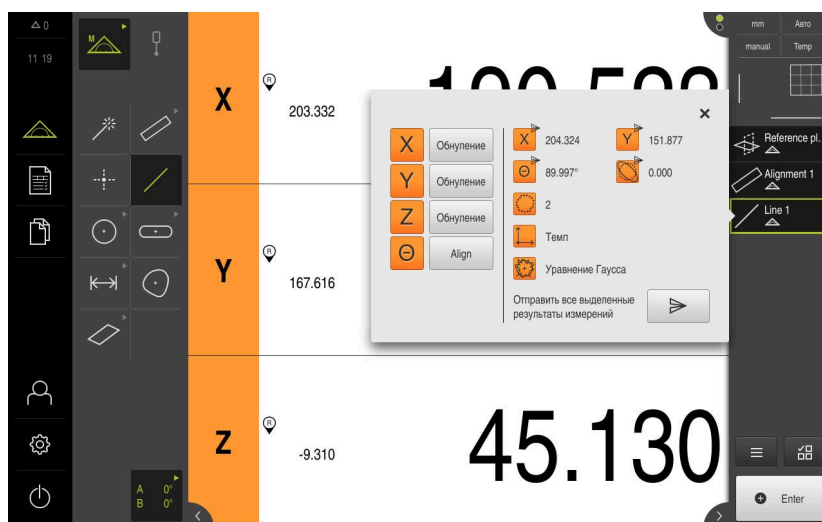 0
11 19
M
A 0°
B 0°
X
R
203.332
Y
R
167.616
Z
R
-9.310
45.130
X Обнуление
Y Обнуление
Z Обнуление
Θ Align
X 204.324
Y 151.877
Θ 89.997°
0.000
2
Темп
Уравнение Гаусса
Отправить все выделенные
результаты измерений
mm Авто
manual Temp
Reference pl.
Alignment 1
Line 1
Enter